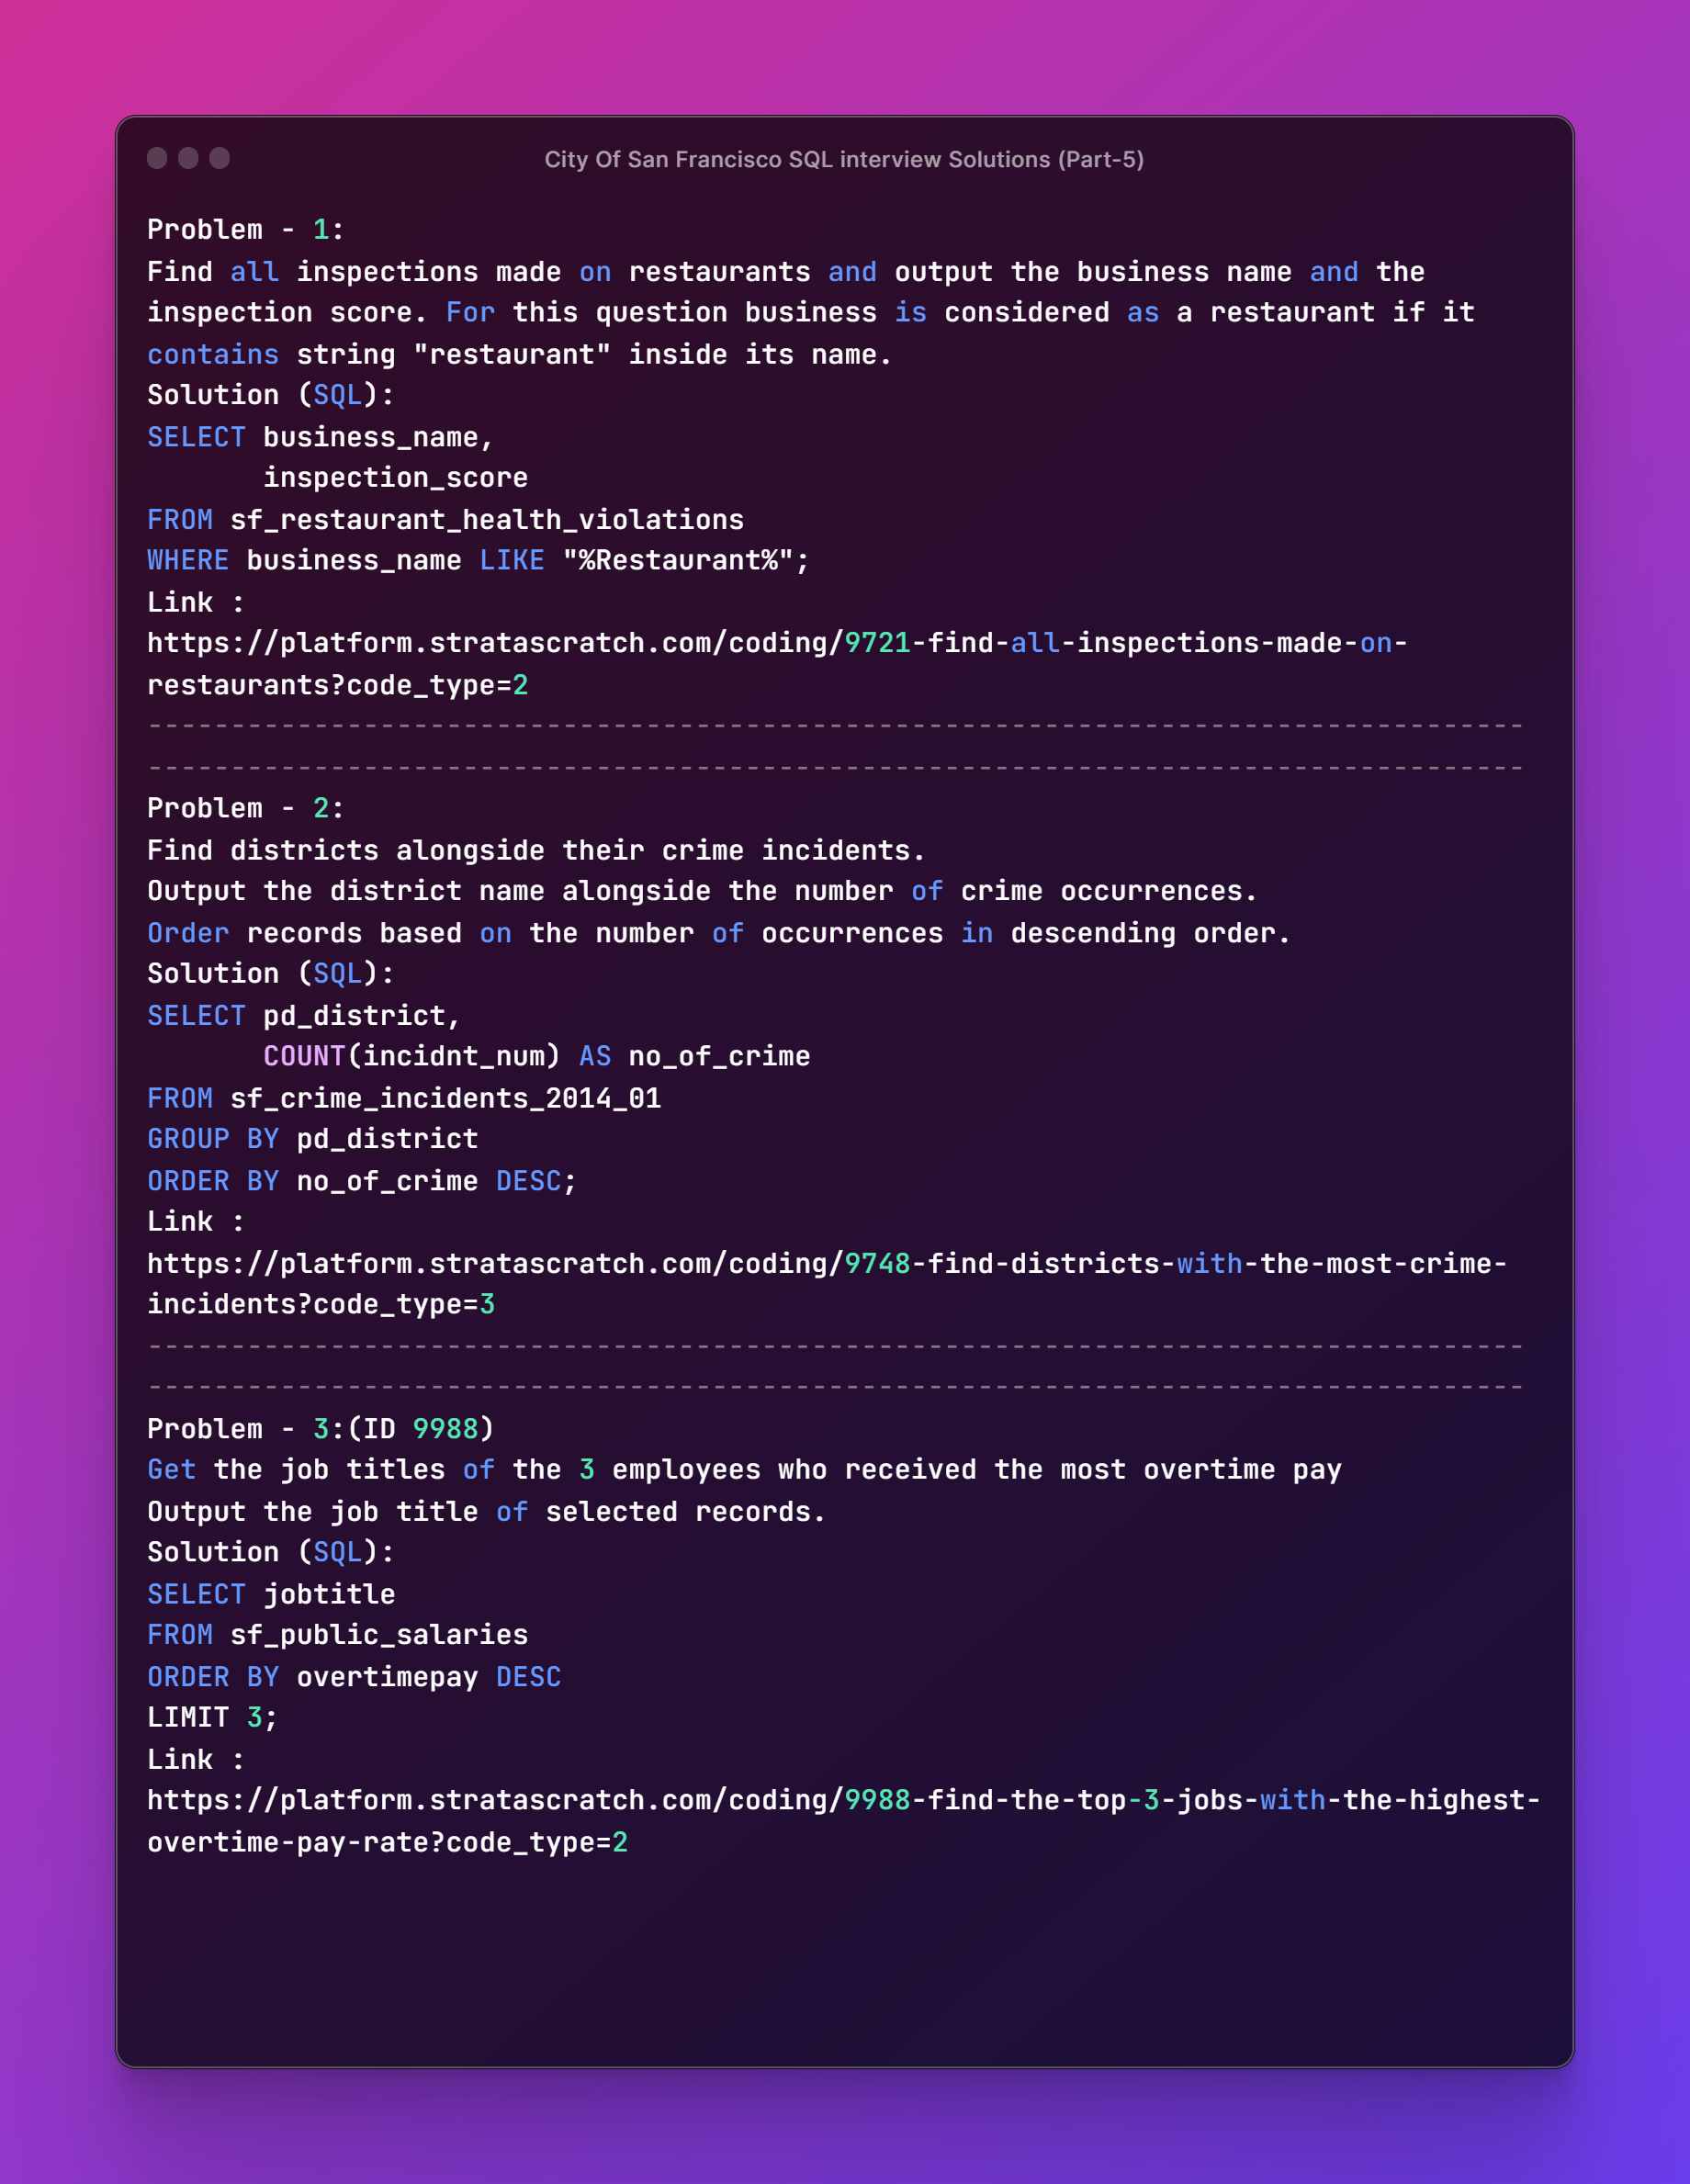 City Of San Francisco SQL interview Solutions (Part-5)
Problem - 1:
Find all inspections made on restaurants and output the business name and the
inspection score. For this question business is considered as a restaurant if it
contains string "restaurant" inside its name.
Solution (SQL):
SELECT business_name,
       inspection_score
FROM sf_restaurant_health_violations
WHERE business_name LIKE "%Restaurant%";
Link :
https://platform.stratascratch.com/coding/9721-find-all-inspections-made-on-
restaurants?code_type=2
-----------------------------------------------------------------------------------
-----------------------------------------------------------------------------------
Problem - 2:
Find districts alongside their crime incidents.
Output the district name alongside the number of crime occurrences.
Order records based on the number of occurrences in descending order.
Solution (SQL):
SELECT pd_district,
       COUNT(incidnt_num) AS no_of_crime
FROM sf_crime_incidents_2014_01
GROUP BY pd_district
ORDER BY no_of_crime DESC;
Link :
https://platform.stratascratch.com/coding/9748-find-districts-with-the-most-crime-
incidents?code_type=3
-----------------------------------------------------------------------------------
-----------------------------------------------------------------------------------
Problem - 3:(ID 9988)
Get the job titles of the 3 employees who received the most overtime pay
Output the job title of selected records.
Solution (SQL):
SELECT jobtitle
FROM sf_public_salaries
ORDER BY overtimepay DESC
LIMIT 3;
Link :
https://platform.stratascratch.com/coding/9988-find-the-top-3-jobs-with-the-highest-
overtime-pay-rate?code_type=2